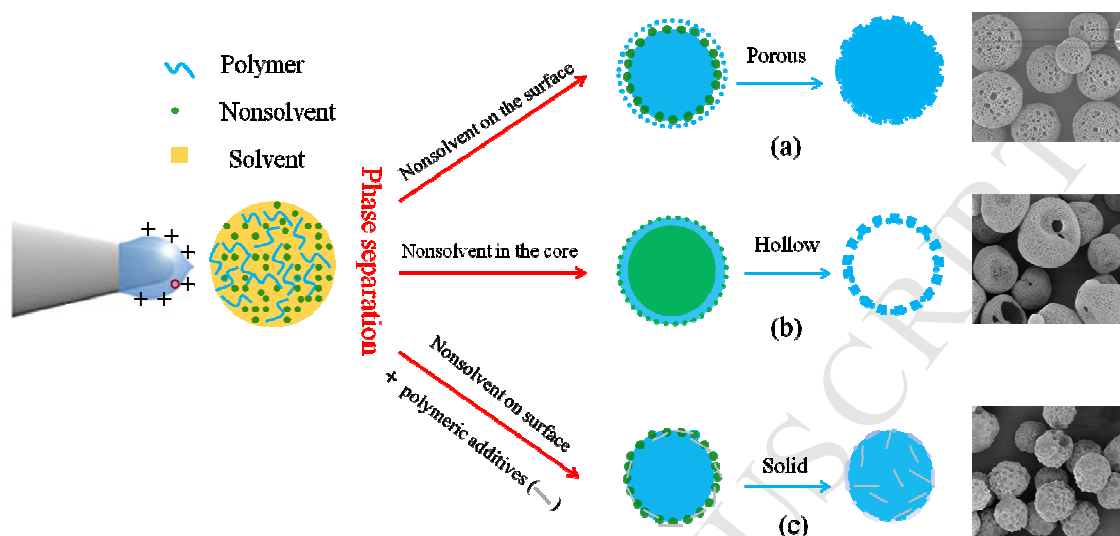 Polymer
Nonsolvent
Solvent
+ + + + + + +
Phase separation
Nonsolvent on the surface
Porous
(a)
Nonsolvent in the core
Hollow
(b)
Nonsolvent on surface
+ polymeric additives ( )
Solid
(c)
USCRIPT